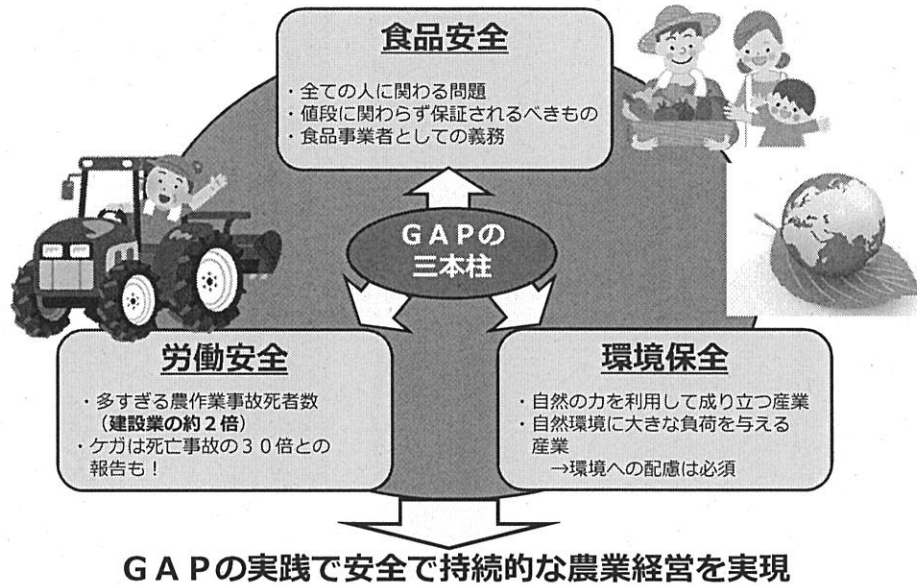 食品安全
・全ての人に関わる問題
・値段に関わらず保証されるべきもの
・食品事業者としての義務
ＧＡＰの
三本柱
労働安全
・多すぎる農作業事故死者数
（建設業の約２倍）
・ケガは死亡事故の３０倍との
報告も！
環境保全
・自然の力を利用して成り立つ産業
・自然環境に大きな負荷を与える
産業
→環境への配慮は必須
ＧＡＰの実践で安全で持続的な農業経営を実現